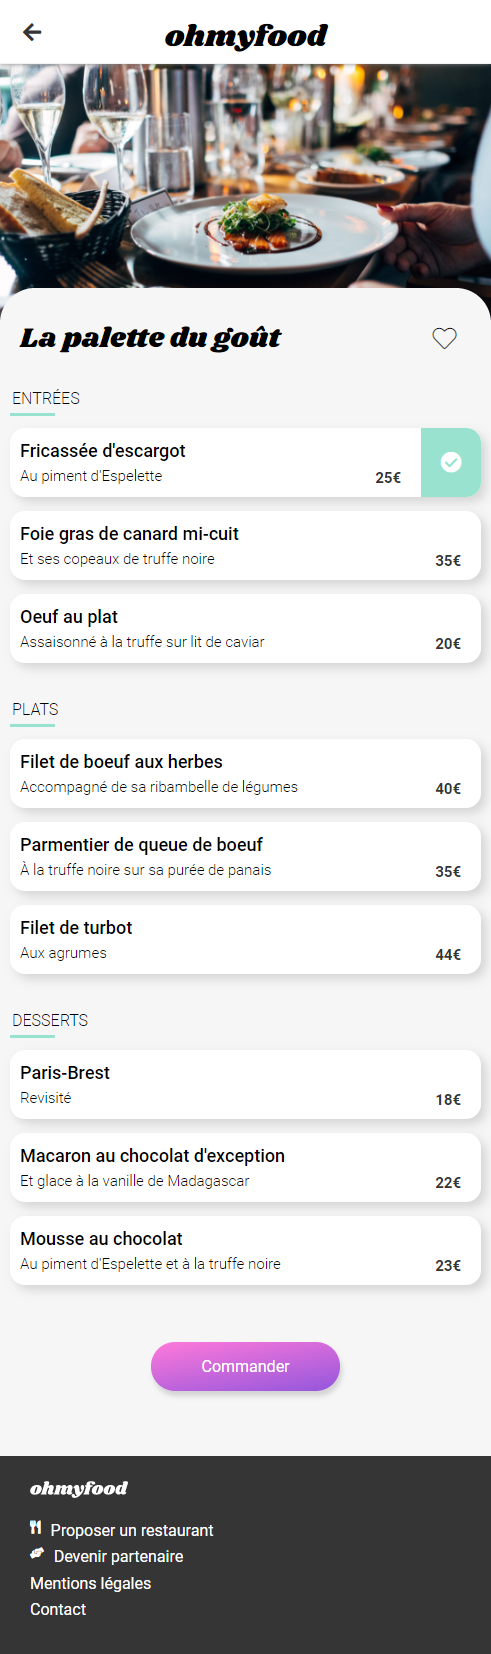 ohmyfood
La palette du goût
ENTRÉES
Fricassée d'escargot
Au piment d'Espelette 25€
Foie gras de canard mi-cuit
Et ses copeaux de truffe noire 35€
Oeuf au plat
Assaisonné à la truffe sur lit de caviar 20€
PLATS
Filet de boeuf aux herbes
Accompagné de sa ribambelle de légumes 40€
Parmentier de queue de boeuf
À la truffe noire sur sa purée de panais 35€
Filet de turbot
Aux agrumes 44€
DESSERTS
Paris-Brest
Revisité 18€
Macaron au chocolat d'exception
Et glace à la vanille de Madagascar 22€
Mousse au chocolat
Au piment d'Espelette et à la truffe noire 23€
Commander
ohmyfood
Proposer un restaurant
Devenir partenaire
Mentions légales
Contact